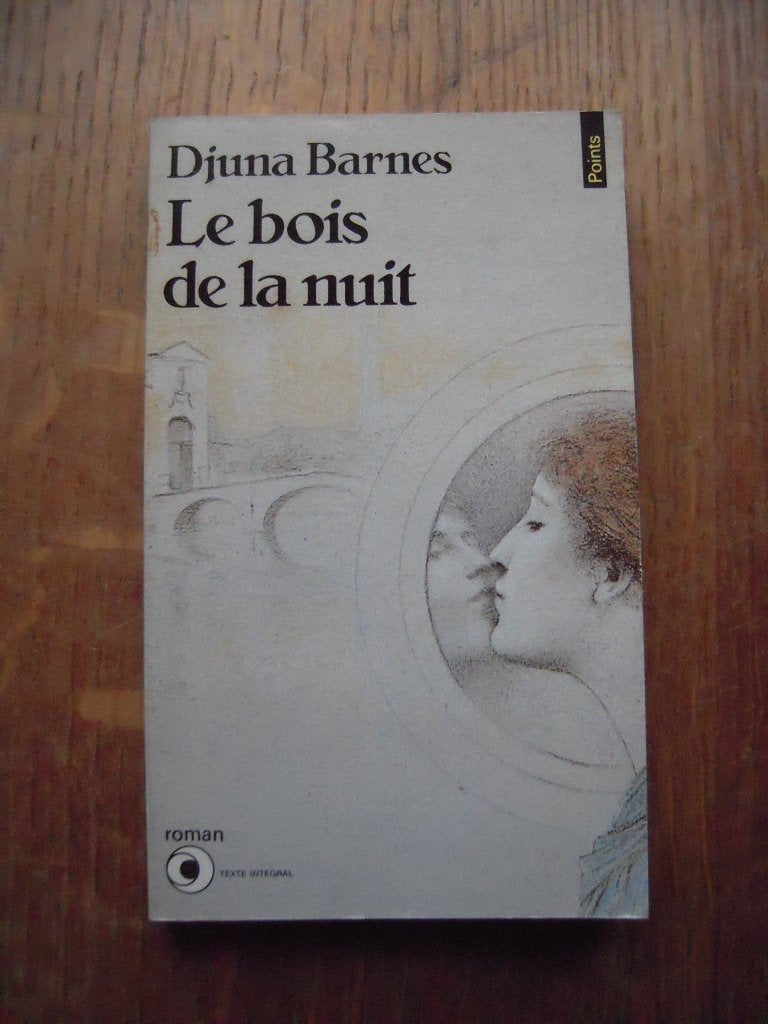 Djuna Barnes
Le bois
de la nuit
Points
roman
TEXTE INTEGRAL